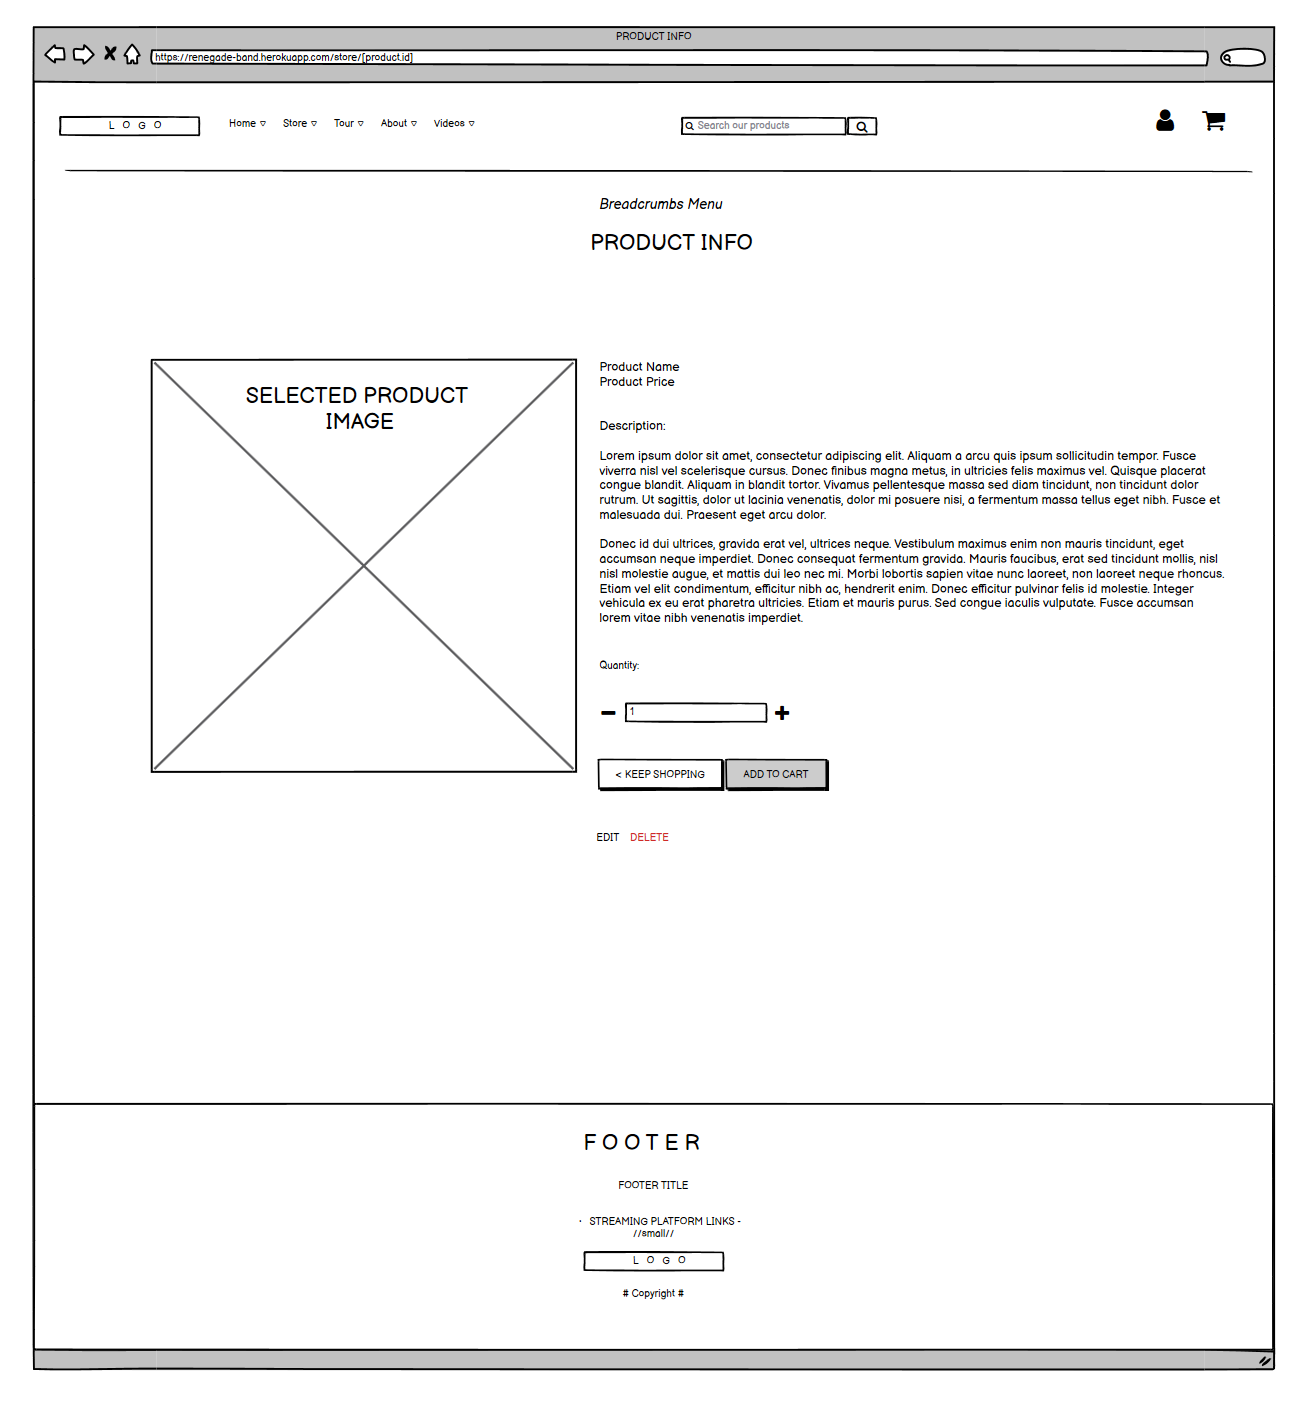 PRODUCT INFO
https://renegade-band.herokuapp.com/store/[product.id]
L O G O
Home ▿ Store ▿ Tour ▿ About ▿ Videos ▿
Search our products
Breadcrumbs Menu
PRODUCT INFO
SELECTED PRODUCT
IMAGE
Product Name
Product Price
Description:
Lorem ipsum dolor sit amet, consectetur adipiscing elit. Aliquam a arcu quis ipsum sollicitudin tempor. Fusce
viverra nisl vel scelerisque cursus. Donec finibus magna metus, in ultricies felis maximus vel. Quisque placerat
congue blandit. Aliquam in blandit tortor. Vivamus pellentesque massa sed diam tincidunt, non tincidunt dolor
rutrum. Ut sagittis, dolor ut lacinia venenatis, dolor mi posuere nisi, a fermentum massa tellus eget nibh. Fusce et
malesuada dui. Praesent eget arcu dolor.
Donec id dui ultrices, gravida erat vel, ultrices neque. Vestibulum maximus enim non mauris tincidunt, eget
accumsan neque imperdiet. Donec consequat fermentum gravida. Mauris faucibus, erat sed tincidunt mollis, nisl
nisl molestie augue, et mattis dui leo nec mi. Morbi lobortis sapien vitae nunc laoreet, non laoreet neque rhoncus.
Etiam vel elit condimentum, efficitur nibh ac, hendrerit enim. Donec efficitur pulvinar felis id molestie. Integer
vehicula ex eu erat pharetra ultricies. Etiam et mauris purus. Sed congue iaculis vulputate. Fusce accumsan
lorem vitae nibh venenatis imperdiet.
Quantity:
1
< KEEP SHOPPING ADD TO CART
EDIT DELETE
F O O T E R
FOOTER TITLE
· STREAMING PLATFORM LINKS -
//small//
L O G O
# Copyright #